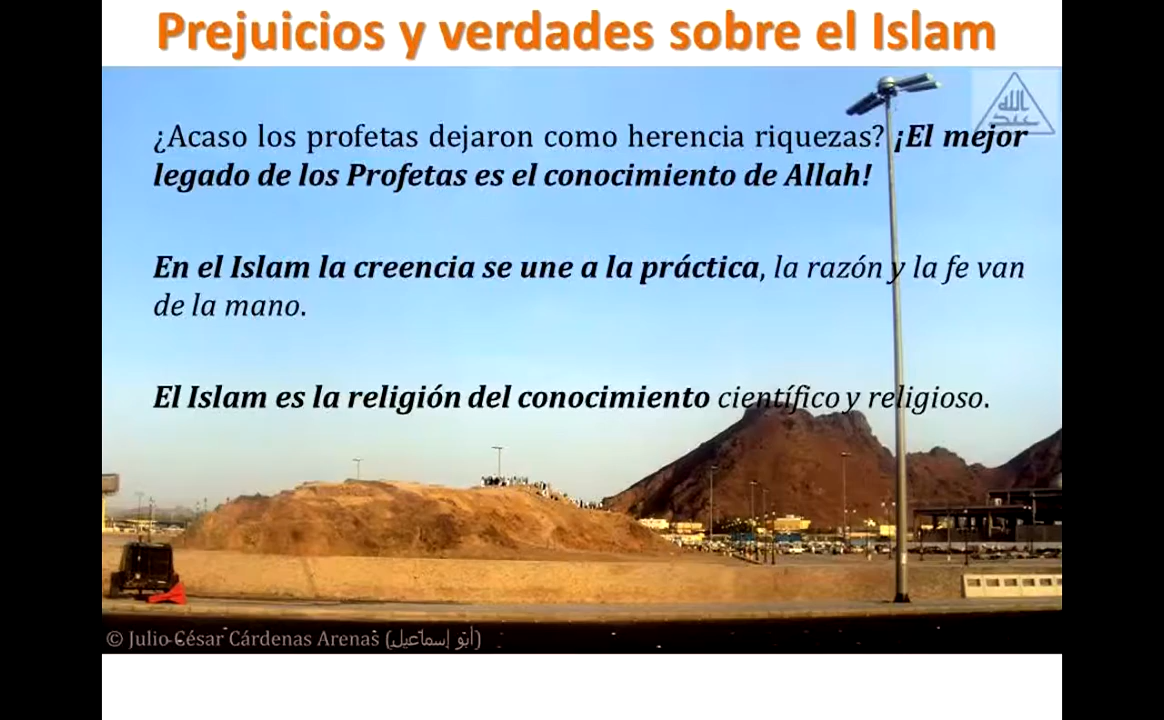 Prejuicios y verdades sobre el Islam
الله
عبد
¿Acaso los profetas dejaron como herencia riquezas? ¡El mejor
legado de los Profetas es el conocimiento de Allah!
En el Islam la creencia se une a la práctica, la razón y la fe van
de la mano.
El Islam es la religión del conocimiento científico y religioso.
© Julio César Cárdenas Arenas (أبو إسماعيل)